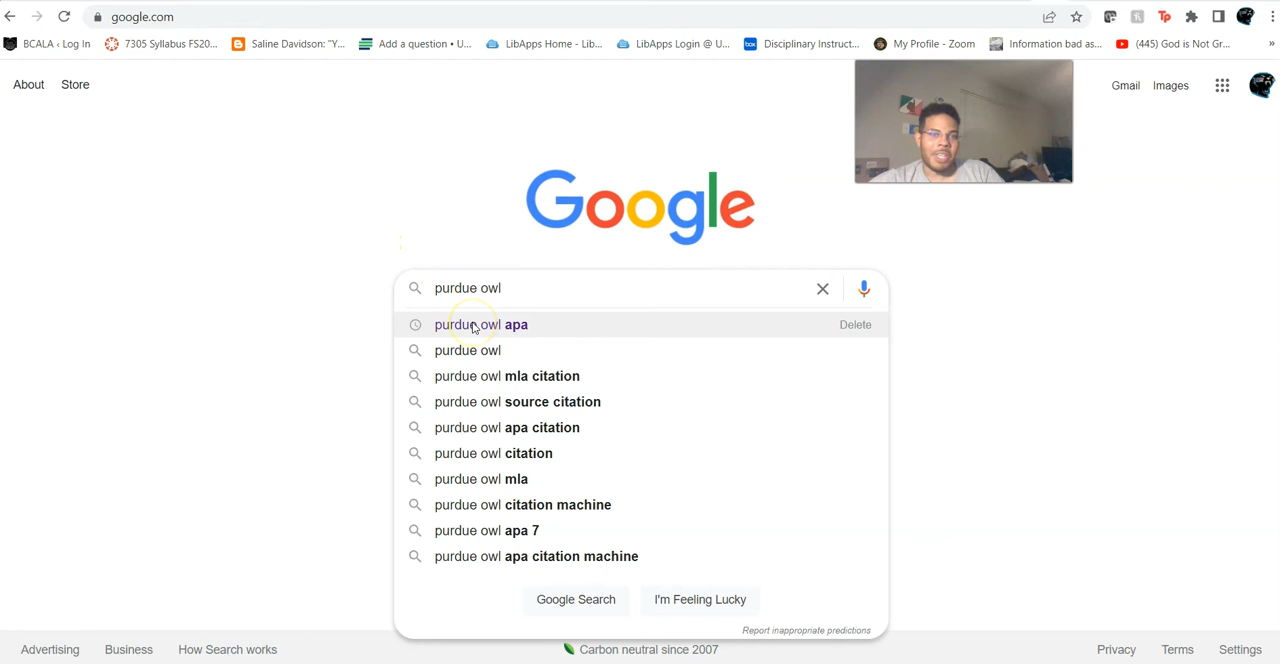 google.com
BCALA ‹ Log In
7305 Syllabus FS20...
Saline Davidson: "Y...
Add a question • U...
LibApps Home - Lib...
LibApps Login @ U...
box
Disciplinary Instruct...
My Profile - Zoom
Information bad as...
(445) God is Not Gr...
»
Tp
About
Store
Gmail
Images
Google
purdue owl
purdue owl apa
Delete
purdue owl
purdue owl mla citation
purdue owl source citation
purdue owl apa citation
purdue owl citation
purdue owl mla
purdue owl citation machine
purdue owl apa 7
purdue owl apa citation machine
Google Search
I'm Feeling Lucky
Report inappropriate predictions
Advertising
Business
How Search works
Carbon neutral since 2007
Privacy
Terms
Settings